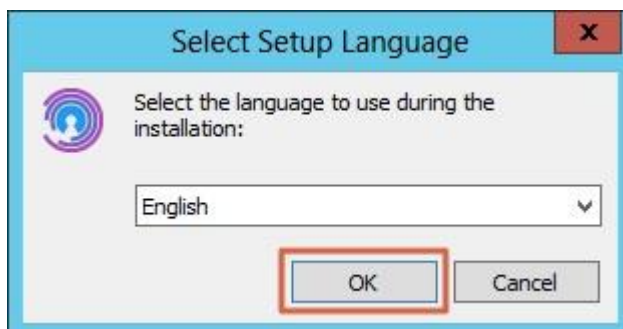 Select Setup Language
Select the language to use during the
installation:
English
OK
Cancel